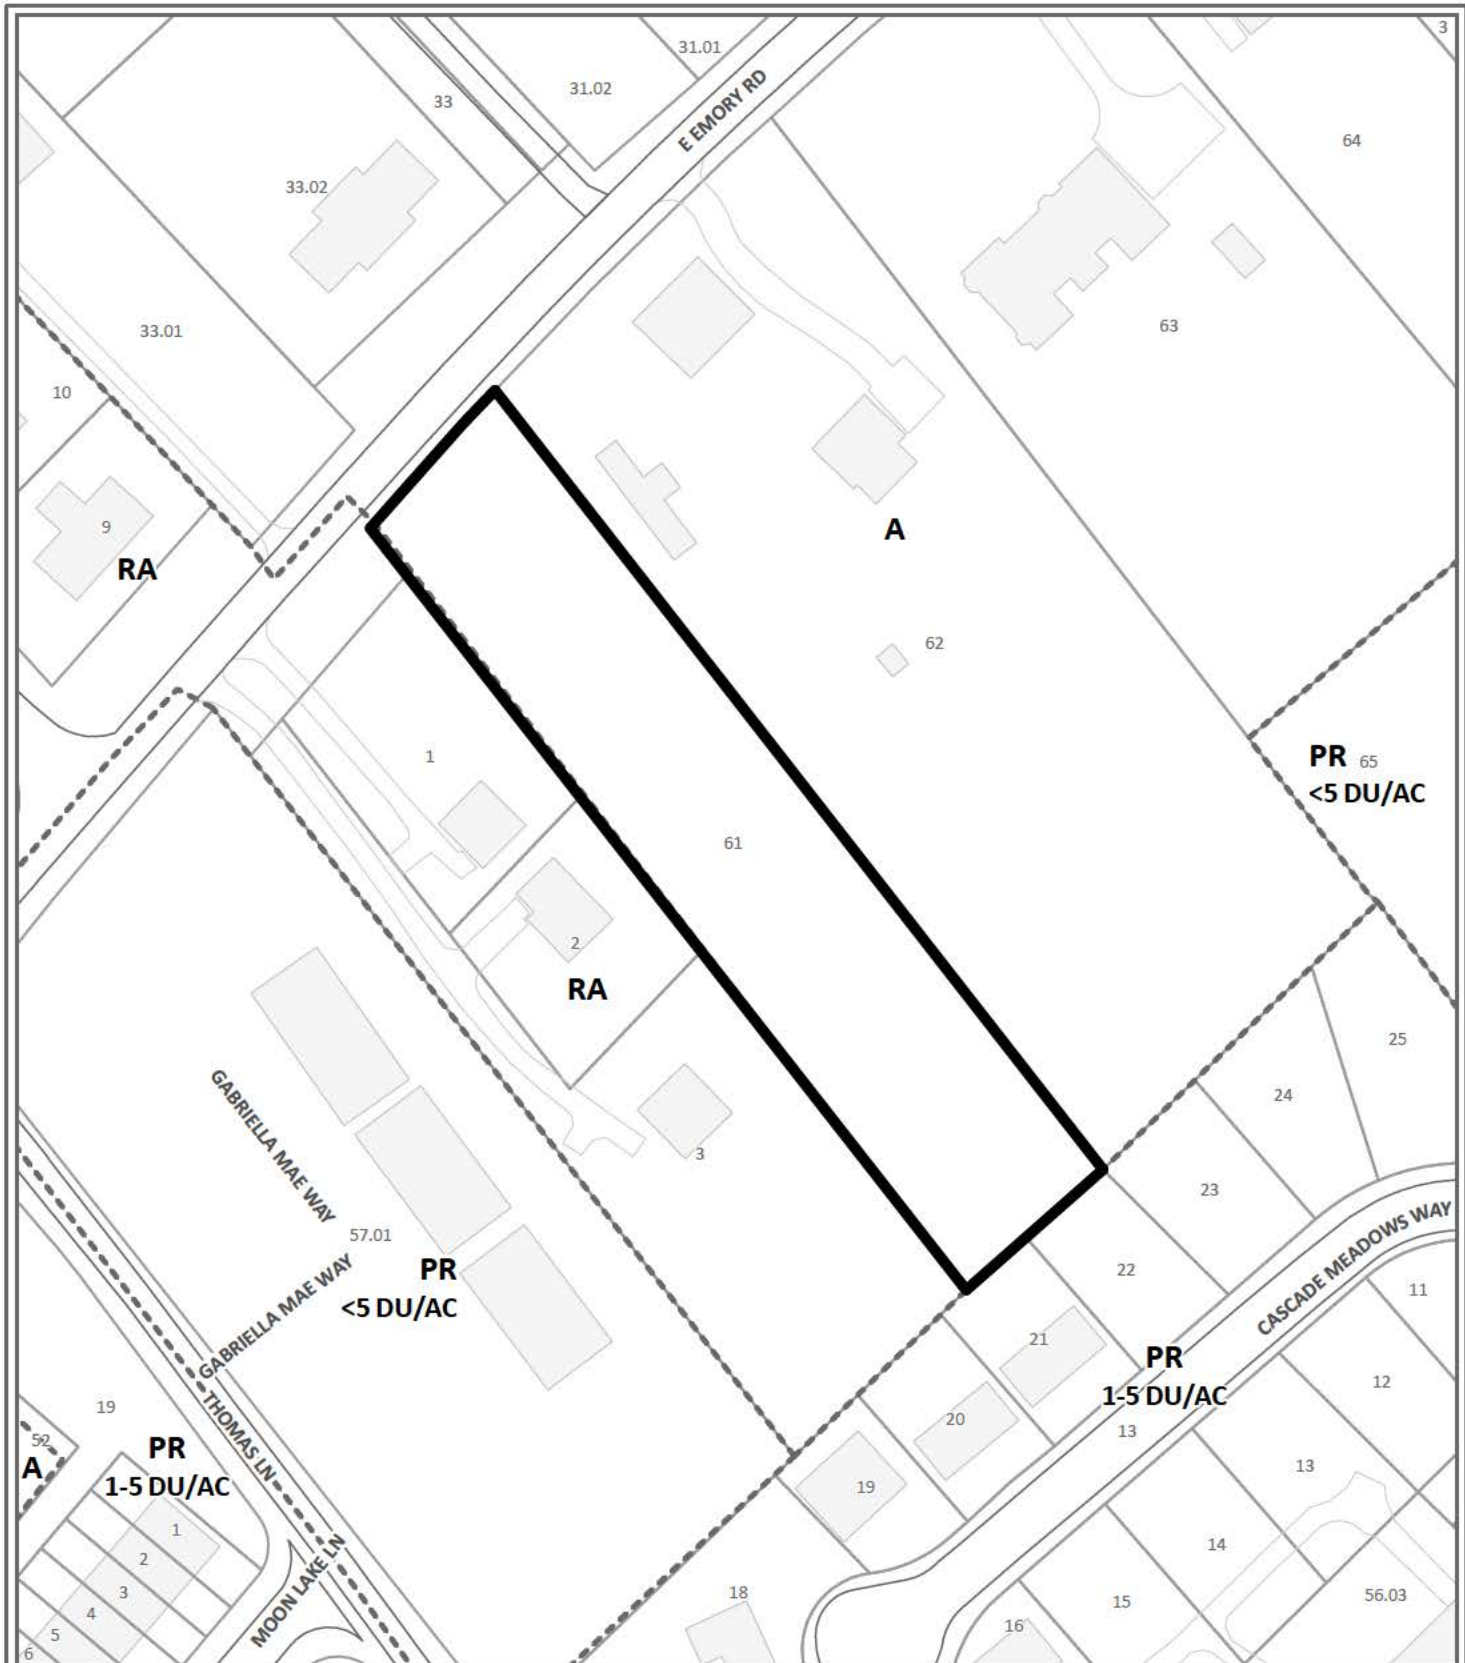 3
31.01
31.02
33
E EMORY RD
64
33.02
33.01
63
10
9
RA
A
62
1
PR 65
<5 DU/AC
61
2
RA
25
24
3
23
GABRIELLA MAE WAY
57.01
CASCADE MEADOWS WAY
PR
<5 DU/AC
GABRIELLA MAE WAY
22
11
21
PR
1-5 DU/AC
12
19
THOMAS LN
20
13
52
A
PR
1-5 DU/AC
13
19
1
14
2
3
4
5
6
MOON LAKE LN
18
15
56.03
16